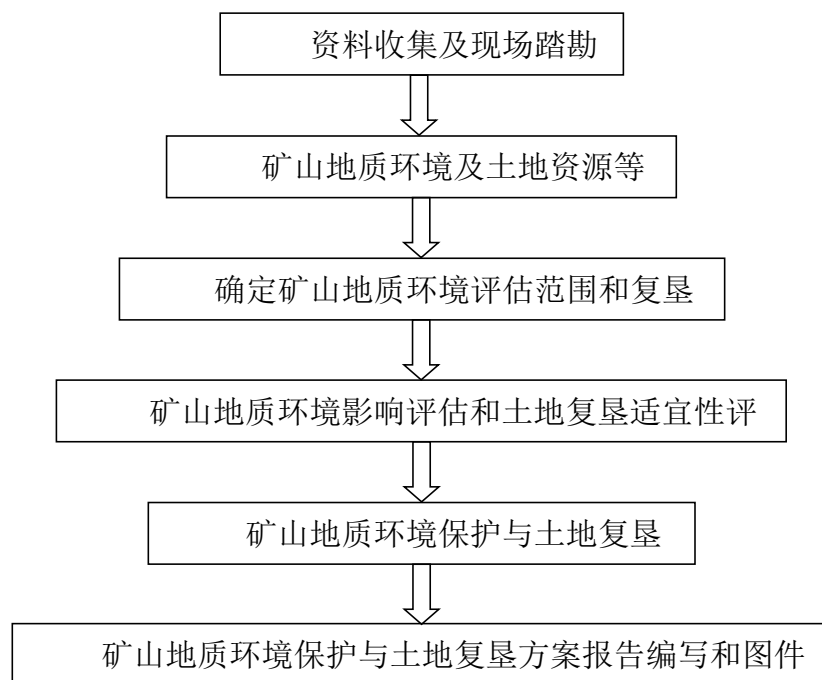 资料收集及现场踏勘
矿山地质环境及土地资源等
确定矿山地质环境评估范围和复垦
矿山地质环境影响评估和土地复垦适宜性评
矿山地质环境保护与土地复垦
矿山地质环境保护与土地复垦方案报告编写和图件